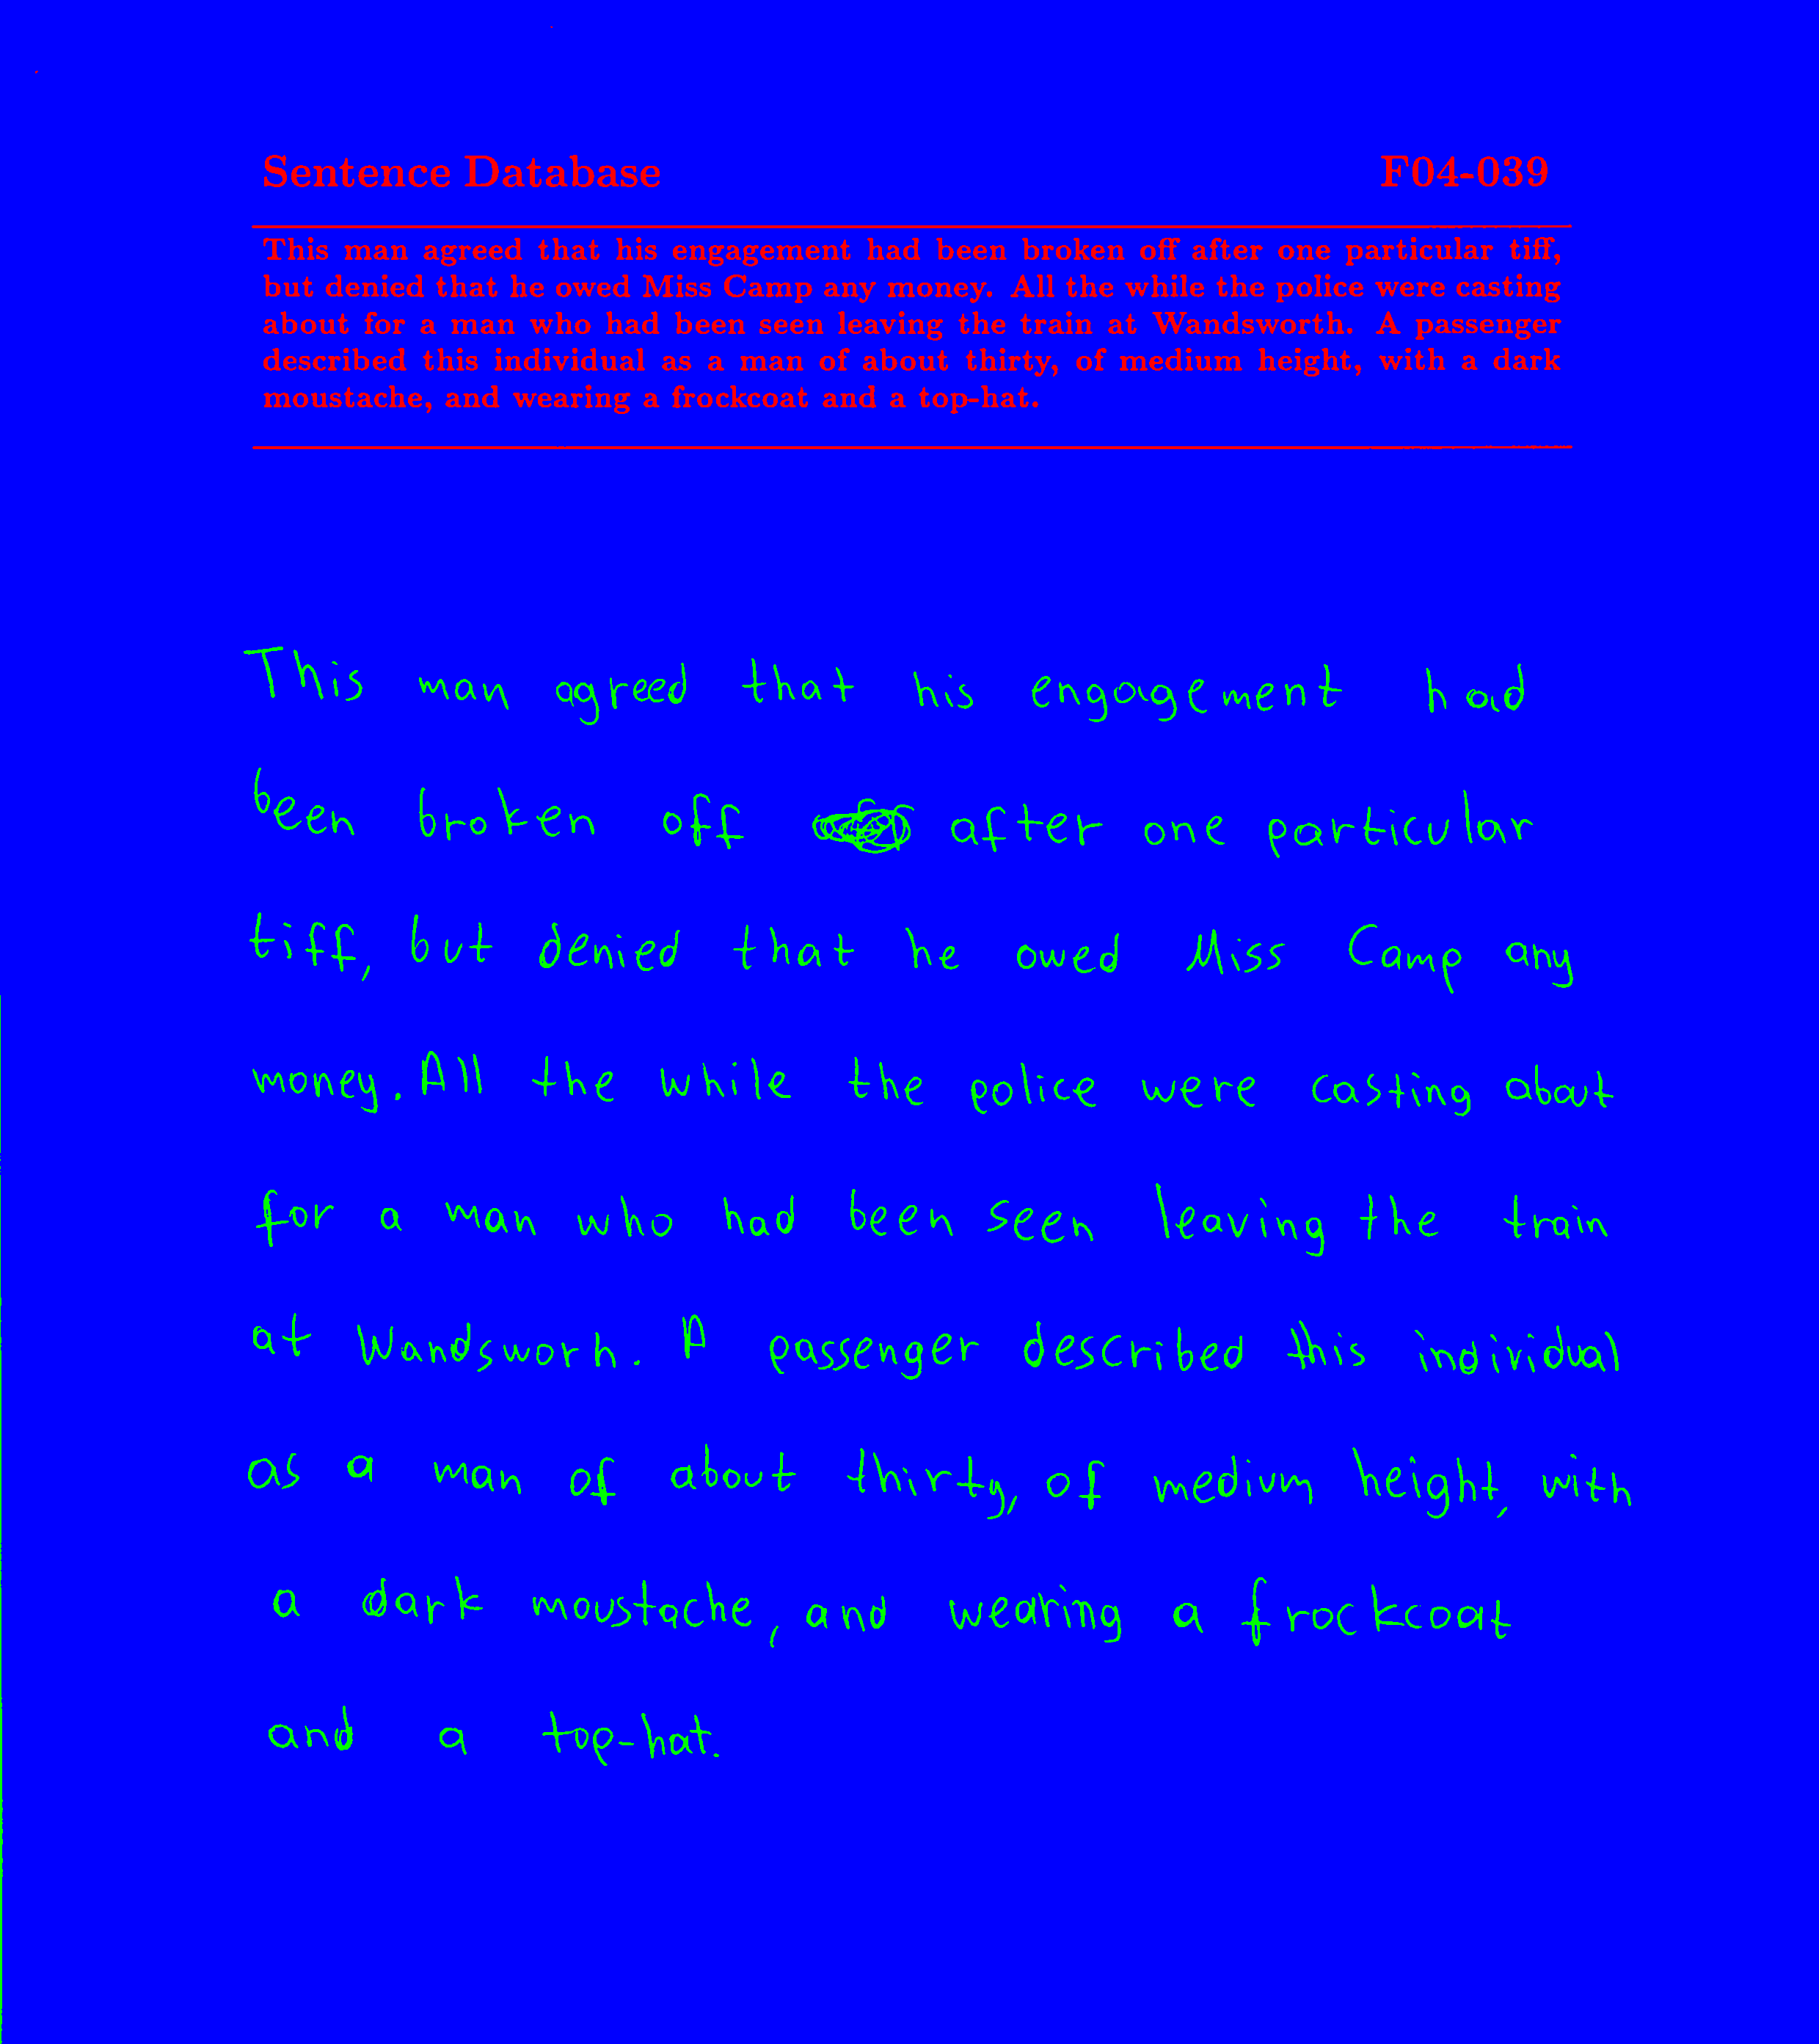 Sentence Database F04-039
This man agreed that his engagement had been broken off after one particular tiff,
but denied that he owed Miss Camp any money. All the while the police were casting
about for a man who had been seen leaving the train at Wandsworth. A passenger
described this individual as a man of about thirty, of medium height, with a dark
moustache, and wearing a frockcoat and a top-hat.
This man agreed that his engagement had
been broken off after one particular
tiff, but denied that he owed Miss Camp any
money. All the while the police were casting about
for a man who had been seen leaving the train
at Wandsworh. A passenger described this individual
as a man of about thirty, of medium height, with
a dark moustache, and wearing a frockcoat
and a top-hat.